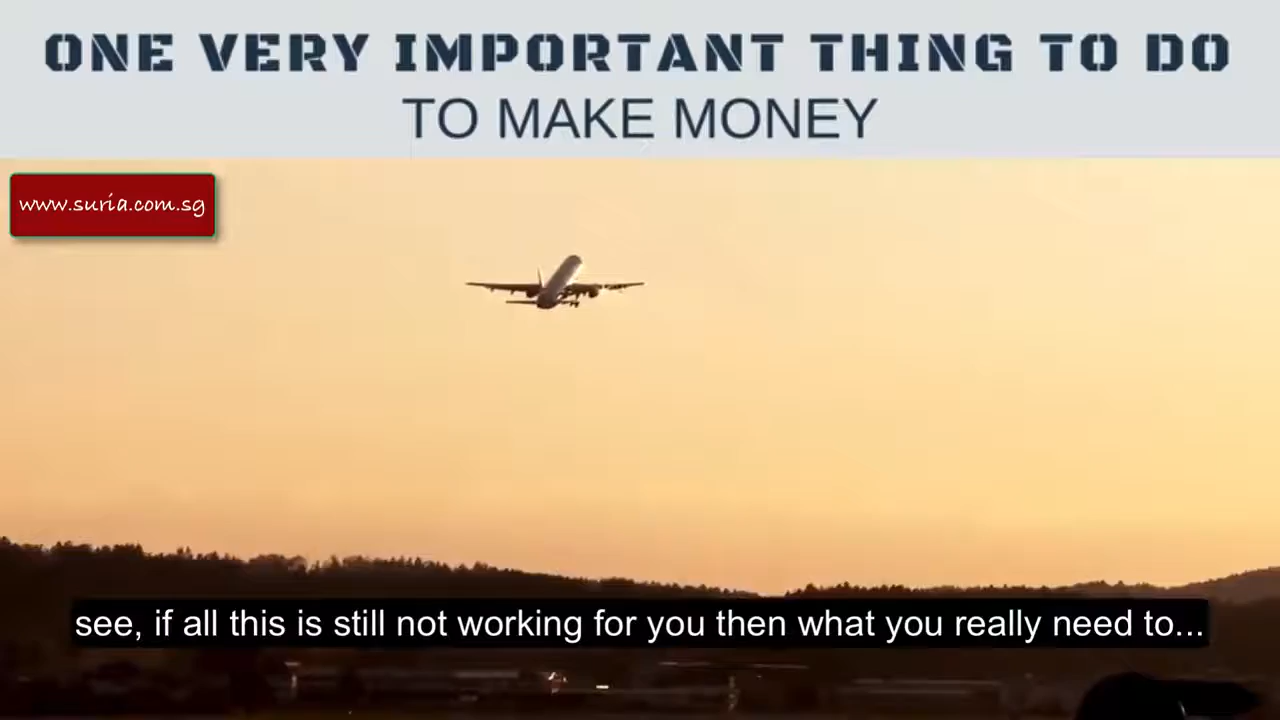 ONE VERY IMPORTANT THING TO DO
TO MAKE MONEY
www.suria.com.sg
see, if all this is still not working for you then what you really need to...